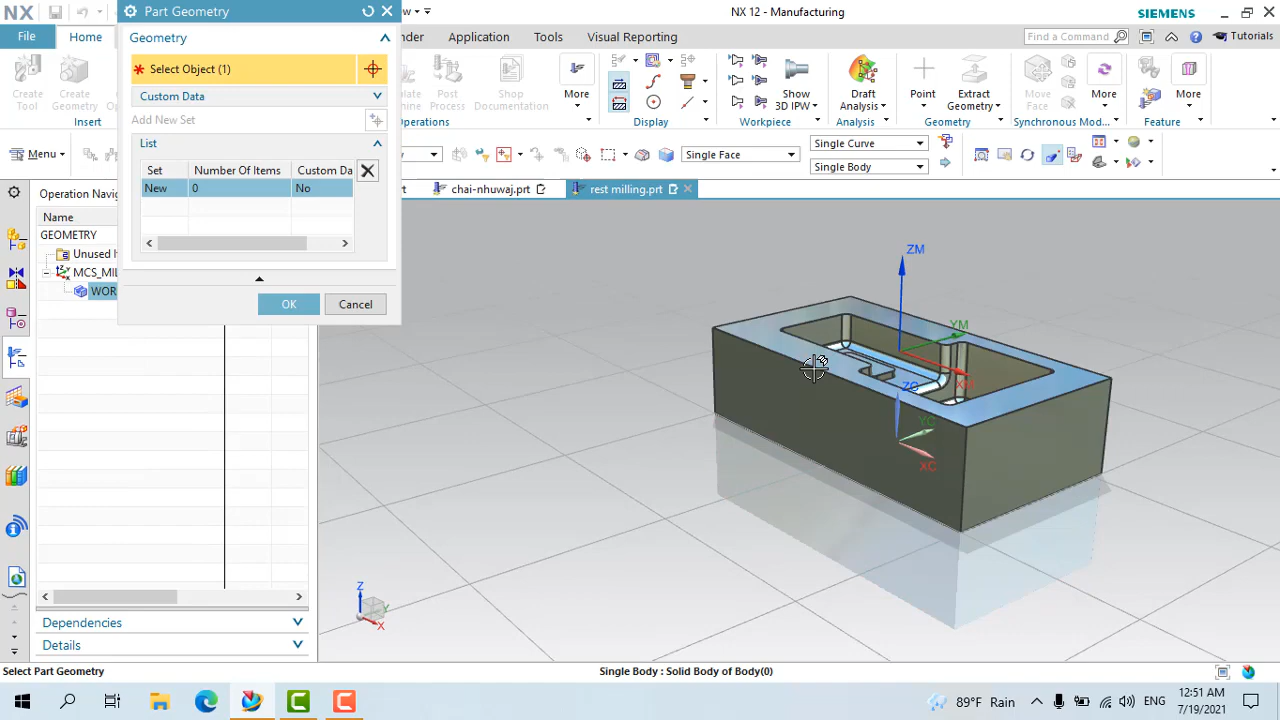 NX
Part Geometry
NX 12 - Manufacturing
SIEMENS
File
Home
Application
Tools
Visual Reporting
Find a Command
Tutorials
Geometry
Select Object (1)
Custom Data
Add New Set
List
Set
Number Of Items
Custom Da
New
0
No
OK
Cancel
Create
Tool
Create
Geometry
Insert
Post
Process
Shop
Documentation
More
Display
Show
3D IPW
Workpiece
Draft
Analysis
Point
Extract
Geometry
More
Geometry
Move
Face
More
Synchronous Mod...
More
Feature
Menu
Single Face
Single Curve
Single Body
chai-nhuwaj.prt
rest milling.prt
Operation Navig
Name
GEOMETRY
Unused I
MCS_MIL
WOR
ZM
YM
XM
ZC
YC
XC
Z
Y
X
Dependencies
Details
Select Part Geometry
Single Body : Solid Body of Body(0)
89°F Rain
ENG
12:51 AM
7/19/2021